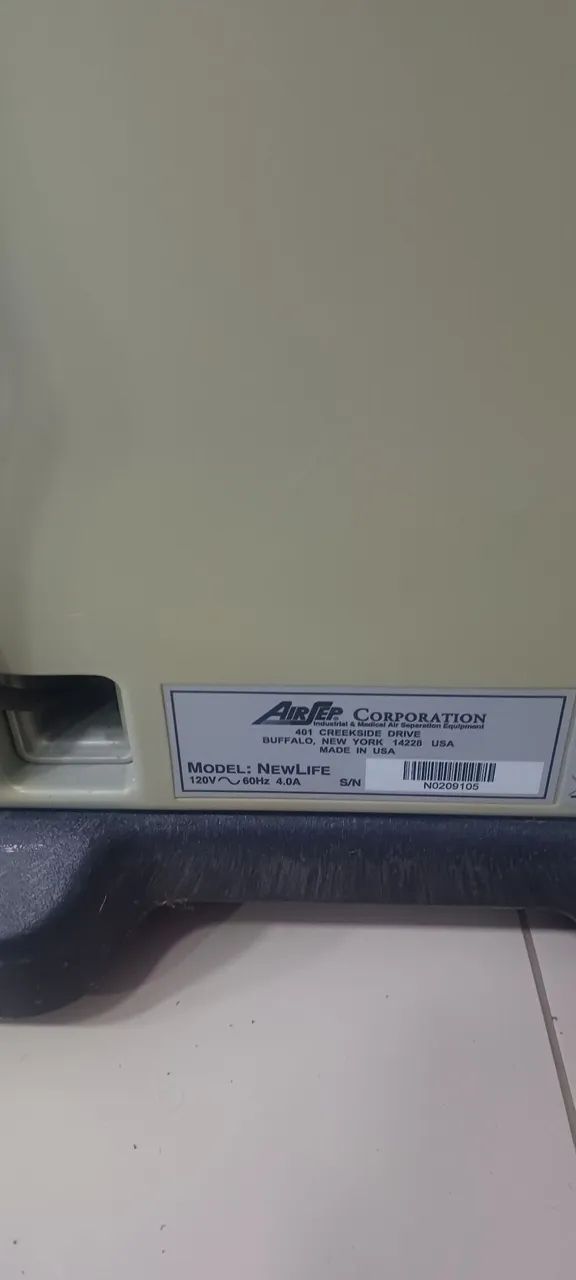 AIRSEP® CORPORATION
Industrial & Medical Air Separation Equipment
401 CREEKSIDE DRIVE
BUFFALO, NEW YORK 14228 USA
MADE IN USA
MODEL: NEWLIFE
120V ~ 60Hz 4.0A S/N
N0209105